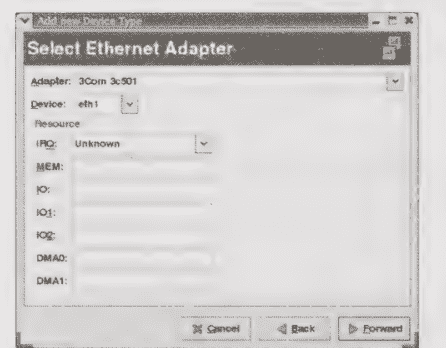 Add new Device Type
Select Ethernet Adapter
Adapter: 3Com 3c501
Device: eth1
Resource
IRQ: Unknown
MEM:
IO:
IO1:
IO2:
DMA0:
DMA1:
Cancel Back Forward